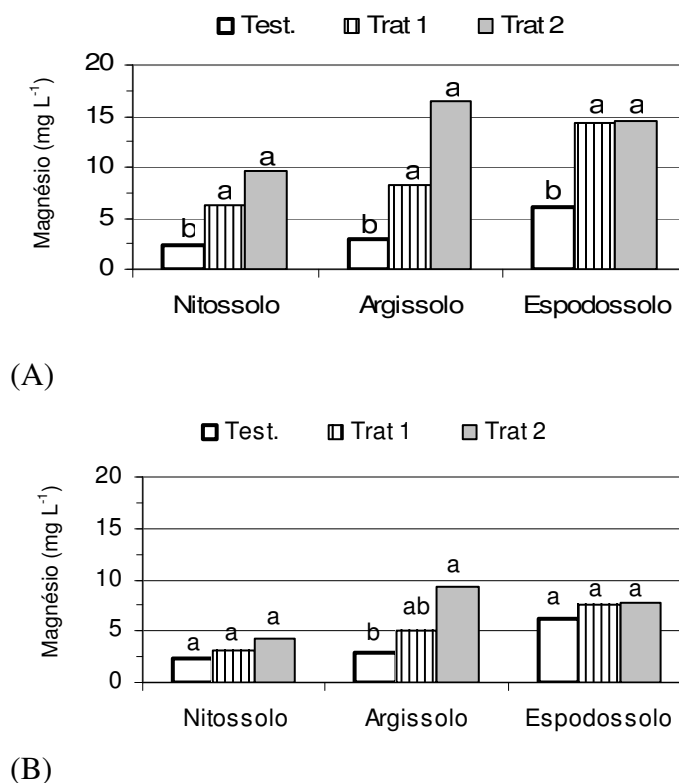 Test. Trat 1 Trat 2
Magnésio (mg L-1)
20
15
10
5
0
b a a b a a b a a
Nitossolo Argissolo Espodossolo
(A)
Test. Trat 1 Trat 2
Magnésio (mg L-1)
20
15
10
5
0
a a a b ab a a a a
Nitossolo Argissolo Espodossolo
(B)